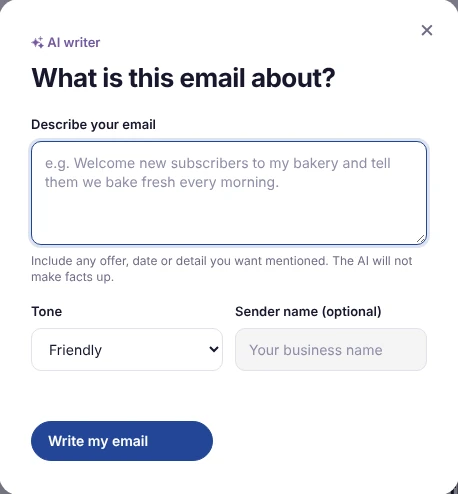 AI writer
What is this email about?
Describe your email
e.g. Welcome new subscribers to my bakery and tell
them we bake fresh every morning.
Include any offer, date or detail you want mentioned. The AI will not
make facts up.
Tone
Sender name (optional)
Friendly
Your business name
Write my email